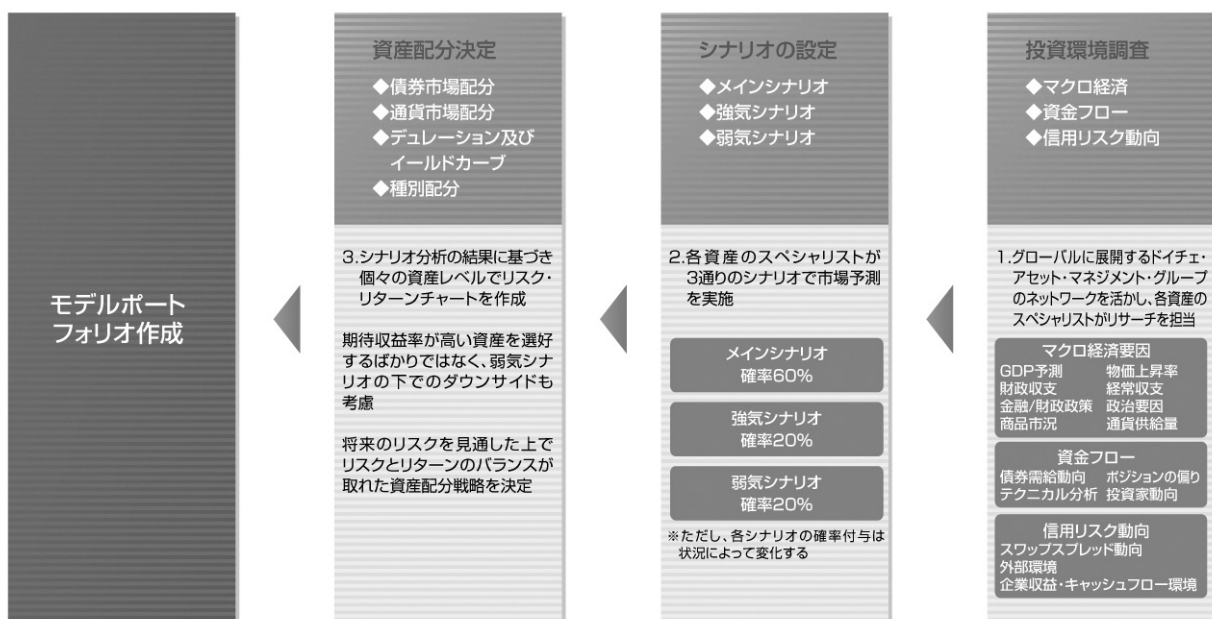 モデルポート
フォリオ作成
資産配分決定
◆債券市場配分
◆通貨市場配分
◆デュレーション及び
イールドカーブ
◆種別配分
3.シナリオ分析の結果に基づき
個々の資産レベルでリスク・
リターンチャートを作成
期待収益率が高い資産を選好
するばかりではなく、弱気シナ
リオの下でのダウンサイドも
考慮
将来のリスクを見通した上で
リスクとリターンのバランスが
取れた資産配分戦略を決定
シナリオの設定
◆メインシナリオ
◆強気シナリオ
◆弱気シナリオ
2.各資産のスペシャリストが
3通りのシナリオで市場予測
を実施
メインシナリオ
確率60%
強気シナリオ
確率20%
弱気シナリオ
確率20%
※ただし、各シナリオの確率付与は
状況によって変化する
投資環境調査
◆マクロ経済
◆資金フロー
◆信用リスク動向
1.グローバルに展開するドイチェ・
アセット・マネジメント・グループ
のネットワークを活かし、各資産の
スペシャリストがリサーチを担当
マクロ経済要因
GDP予測 物価上昇率
財政収支 経常収支
金融/財政政策 政治要因
商品市況 通貨供給量
資金フロー
債券需給動向 ポジションの偏り
テクニカル分析 投資家動向
信用リスク動向
スワップスプレッド動向
外部環境
企業収益・キャッシュフロー環境